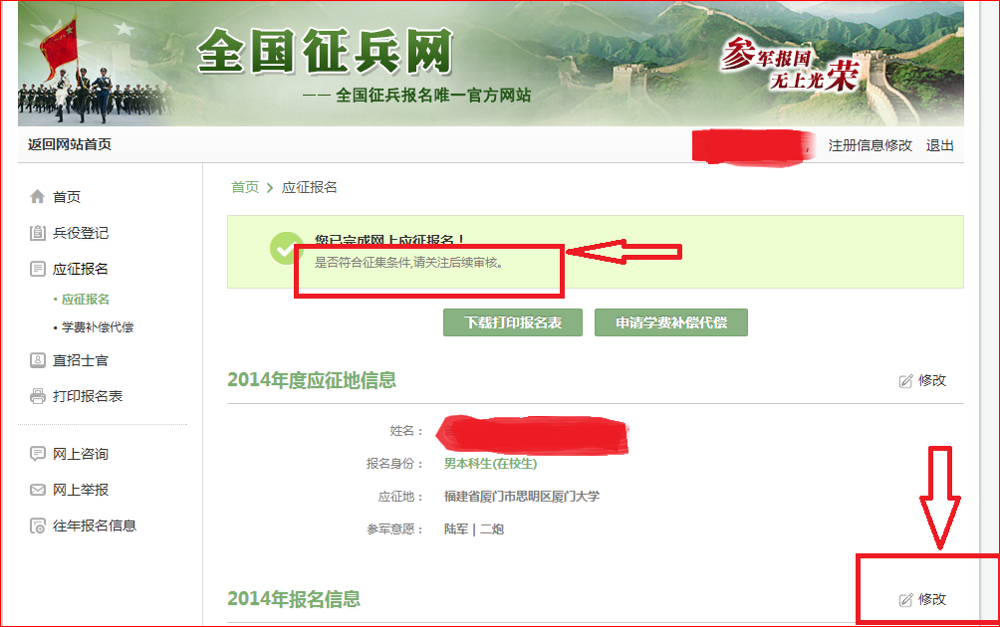 全国征兵网
—— 全国征兵报名唯一官方网站
参军报国
无上光荣
返回网站首页
注册信息修改 退出
首页
兵役登记
应征报名
• 应征报名
• 学费补偿代偿
直招士官
打印报名表
网上咨询
网上举报
往年报名信息
首页 > 应征报名
您已完成网上应征报名！
是否符合征集条件,请关注后续审核。
下载打印报名表 申请学费补偿代偿
2014年度应征地信息 修改
姓名：
报名身份： 男本科生(在校生)
应征地： 福建省厦门市思明区厦门大学
参军意愿： 陆军 | 二炮
2014年报名信息 修改